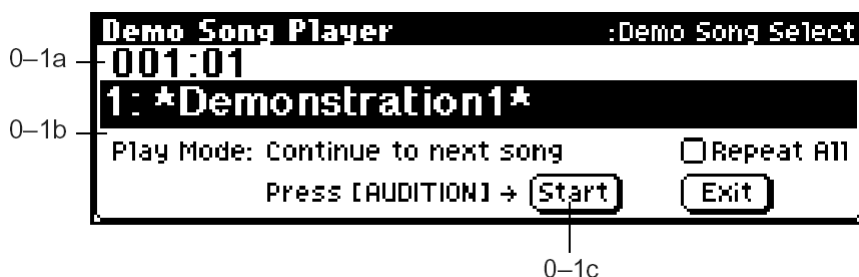 Demo Song Player :Demo Song Select
0–1a 001:01
1: *Demonstration1*
0–1b
Play Mode: Continue to next song Repeat All
Press [AUDITION] → Start Exit
0–1c